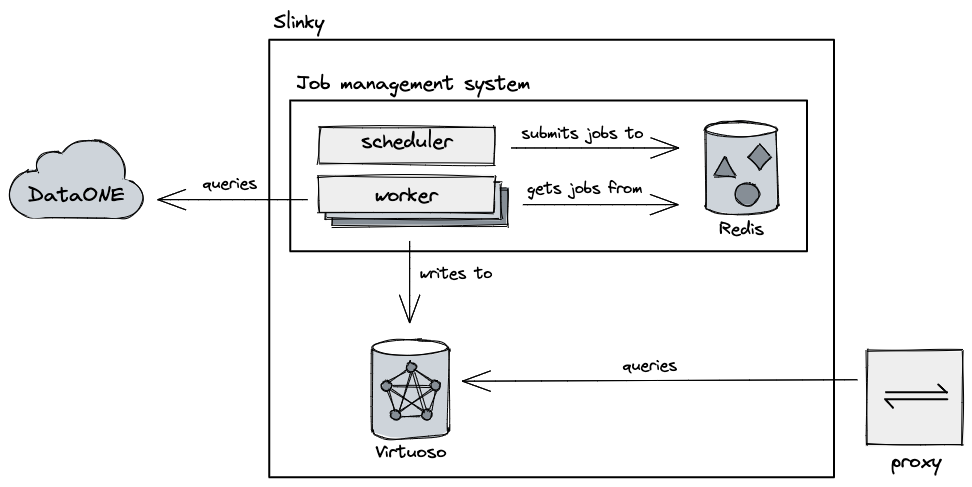 Slinky
Job management system
scheduler
submits jobs to
DataONE
queries
worker
gets jobs from
Redis
writes to
queries
Virtuoso
proxy